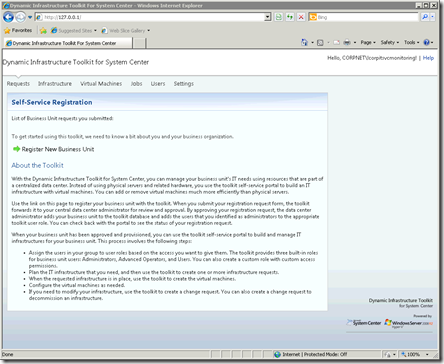 Dynamic Infrastructure Toolkit For System Center - Windows Internet Explorer
http://127.0.0.1/
Bing
Favorites
Suggested Sites
Web Slice Gallery
Dynamic Infrastructure Toolkit For System Center
Page
Safety
Tools
Dynamic Infrastructure Toolkit For System Center
Help
Requests Infrastructure Virtual Machines Jobs Users Settings
Self-Service Registration
List of Business Unit requests you submitted:
To get started using this toolkit, we need to know a bit about you and your business organization.
Register New Business Unit
About the Toolkit
With the Dynamic Infrastructure Toolkit for System Center, you can manage your business unit's IT needs using resources that are part of
a centralized data center. Instead of using physical servers and related hardware, you use the toolkit self-service portal to build an IT
infrastructure with virtual machines. You can add or remove virtual machines much more efficiently than physical servers.
Use the link on this page to register your business unit with the toolkit. When you submit your registration request form, the toolkit
forwards it to your central data center administrator for review and approval. By approving your registration request, the data center
administrator adds your business unit to the toolkit database and adds the users that you identified as administrators to the appropriate
toolkit user role. You can check back with the portal to see the status of your registration request.
When your business unit has been approved and provisioned, you can use the toolkit self-service portal to build and manage IT
infrastructures for your business unit. This process involves the following steps:
Assign the users in your group to user roles based on the access you want to give them. The toolkit provides three built-in roles
for business unit users: Administrators, Advanced Operators, and Users. You can also create a custom role with custom access
permissions.
Plan the IT infrastructure that you need, and then use the toolkit to create one or more infrastructure requests.
When the requested infrastructure is in place, use the toolkit to create the virtual machines.
Configure the virtual machines as needed.
If you need to modify your infrastructure, use the toolkit to create a change request. You can also create a change request to
decommission an infrastructure.
Dynamic Infrastructure Toolkit
for System Center
Powered by:
System Center
Windows Server 2008
Done
Internet | Protected Mode: Off
100%